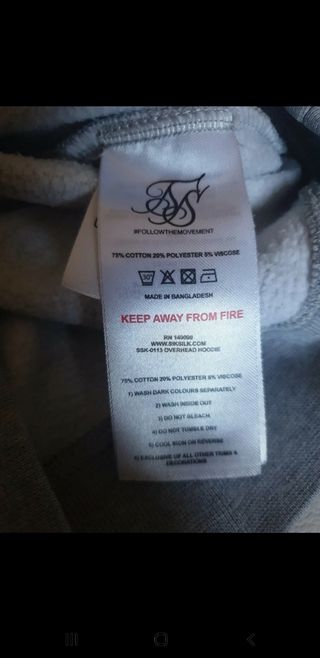 #FOLLOWTHEMOVEMENT
75% COTTON 20% POLYESTER 5% VISCOSE
30°
MADE IN BANGLADESH
KEEP AWAY FROM FIRE
RN 149098
WWW.SIKSILK.COM
SSK-0113 OVERHEAD HOODIE
75% COTTON 20% POLYESTER 5% VISCOSE
1) WASH DARK COLOURS SEPARATELY
2) WASH INSIDE OUT
3) DO NOT BLEACH
4) DO NOT TUMBLE DRY
5) COOL IRON ON REVERSE
6) EXCLUSIVE OF ALL OTHER TRIMS &
DECORATIONS